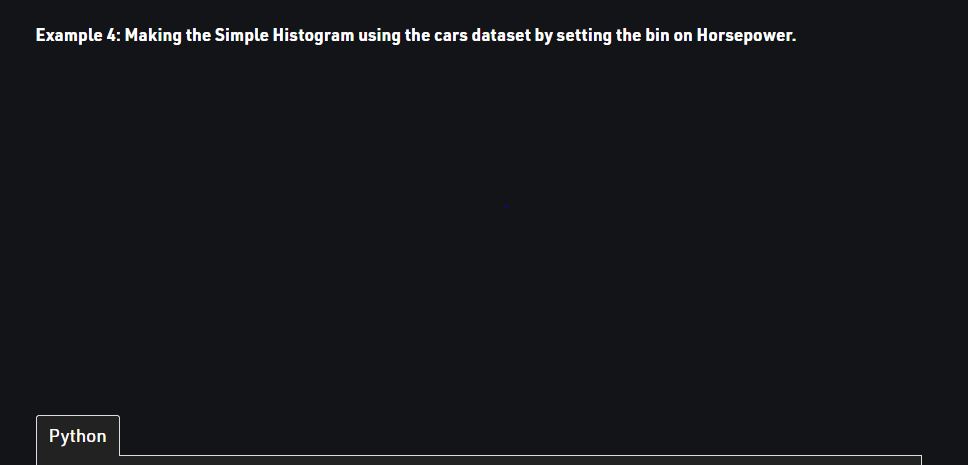 Example 4: Making the Simple Histogram using the cars dataset by setting the bin on Horsepower.
Python